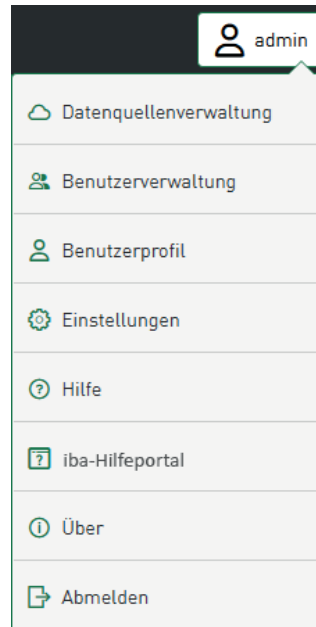 admin
Datenquellenverwaltung
Benutzerverwaltung
Benutzerprofil
Einstellungen
Hilfe
iba-Hilfeportal
Über
Abmelden